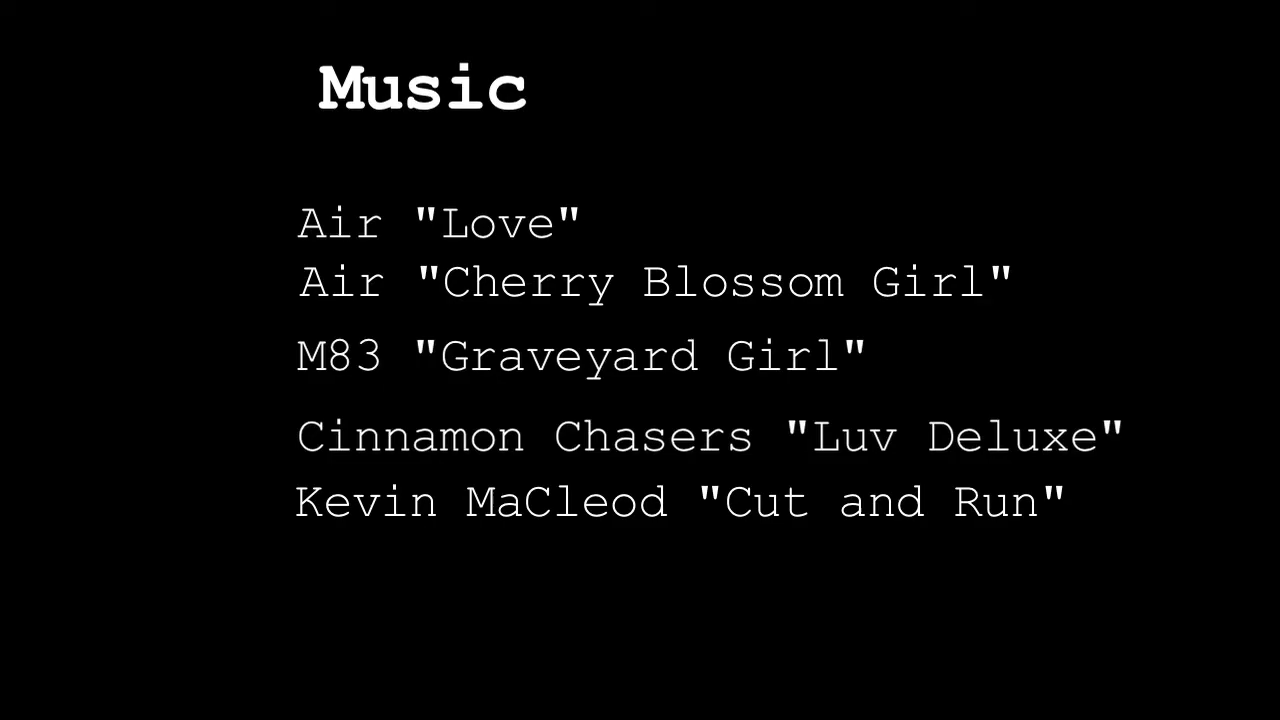 Music
Air "Love"
Air "Cherry Blossom Girl"
M83 "Graveyard Girl"
Cinnamon Chasers "Luv Deluxe"
Kevin MaCleod "Cut and Run"